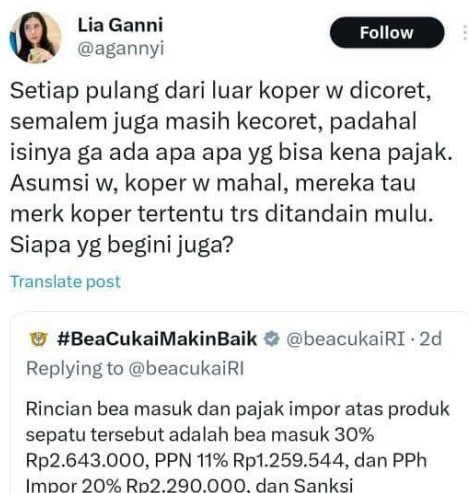 Lia Ganni
Follow
@agannyi
Setiap pulang dari luar koper w dicoret,
semalem juga masih kecoret, padahal
isinya ga ada apa apa yg bisa kena pajak.
Asumsi w, koper w mahal, mereka tau
merk koper tertentu trs ditandain mulu.
Siapa yg begini juga?
Translate post
#BeaCukaiMakinBaik @beacukaiRI · 2d
Replying to @beacukaiRI
Rincian bea masuk dan pajak impor atas produk
sepatu tersebut adalah bea masuk 30%
Rp2.643.000, PPN 11% Rp1.259.544, dan PPh
Impor 20% Rp2.290.000, dan Sanksi